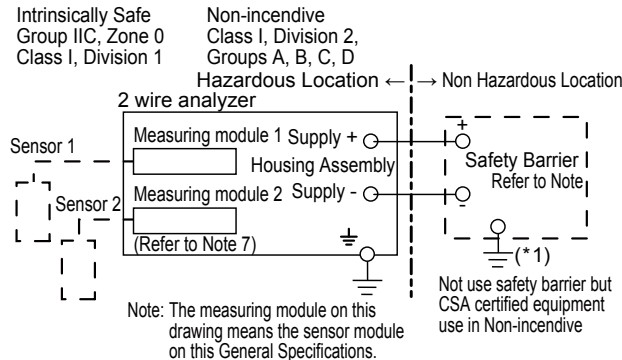 Intrinsically Safe
Group IIC, Zone 0
Class I, Division 1
Non-incendive
Class I, Division 2,
Groups A, B, C, D
Hazardous Location ← → Non Hazardous Location
2 wire analyzer
Sensor 1
Measuring module 1
Supply +
+
Housing Assembly
Safety Barrier
Refer to Note
Sensor 2
Measuring module 2
Supply -
-
(Refer to Note 7)
(*1)
Not use safety barrier but
CSA certified equipment
use in Non-incendive
Note: The measuring module on this
drawing means the sensor module
on this General Specifications.